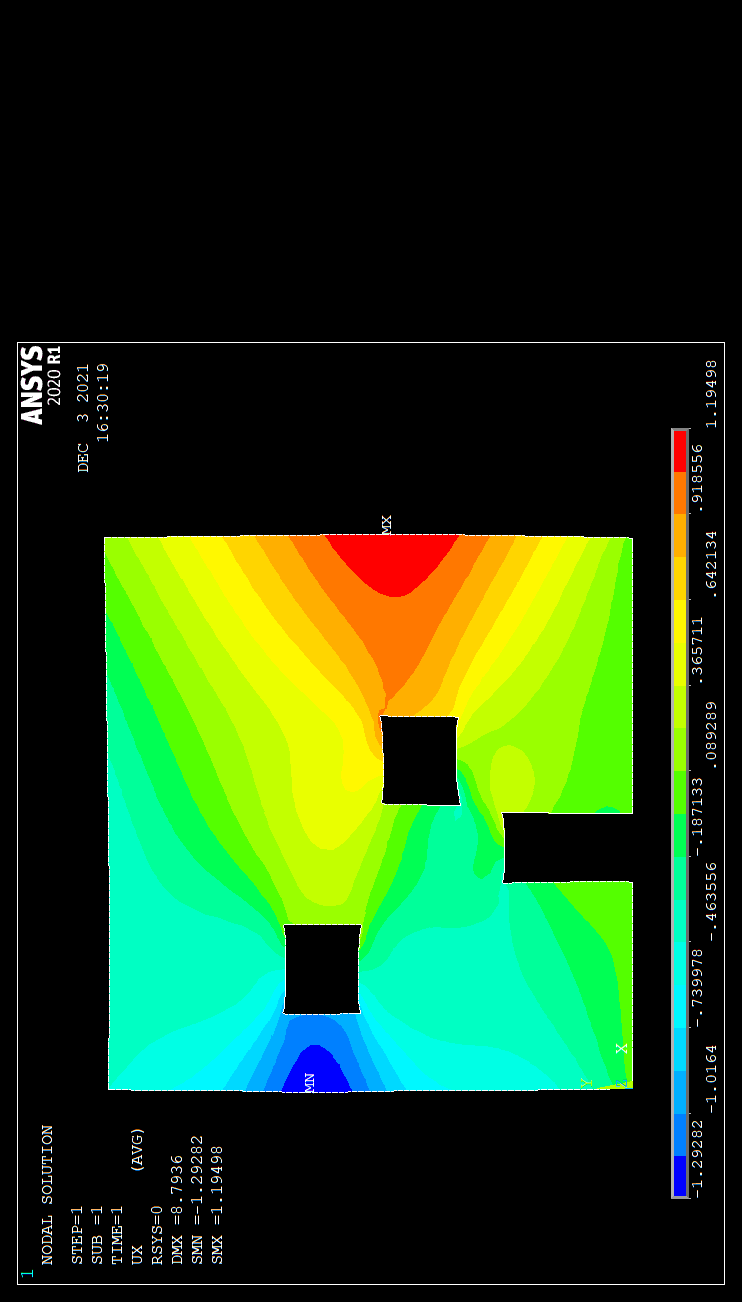 1
NODAL SOLUTION
STEP=1
SUB =1
TIME=1
UX (AVG)
RSYS=0
DMX =8.7936
SMN =-1.29282
SMX =1.19498
ANSYS
2020 R1
DEC 3 2021
16:30:19
MN
MX
Y
Z X
-1.29282
-1.0164
-.739978
-.463556
-.187133
.089289
.365711
.642134
.918556
1.19498